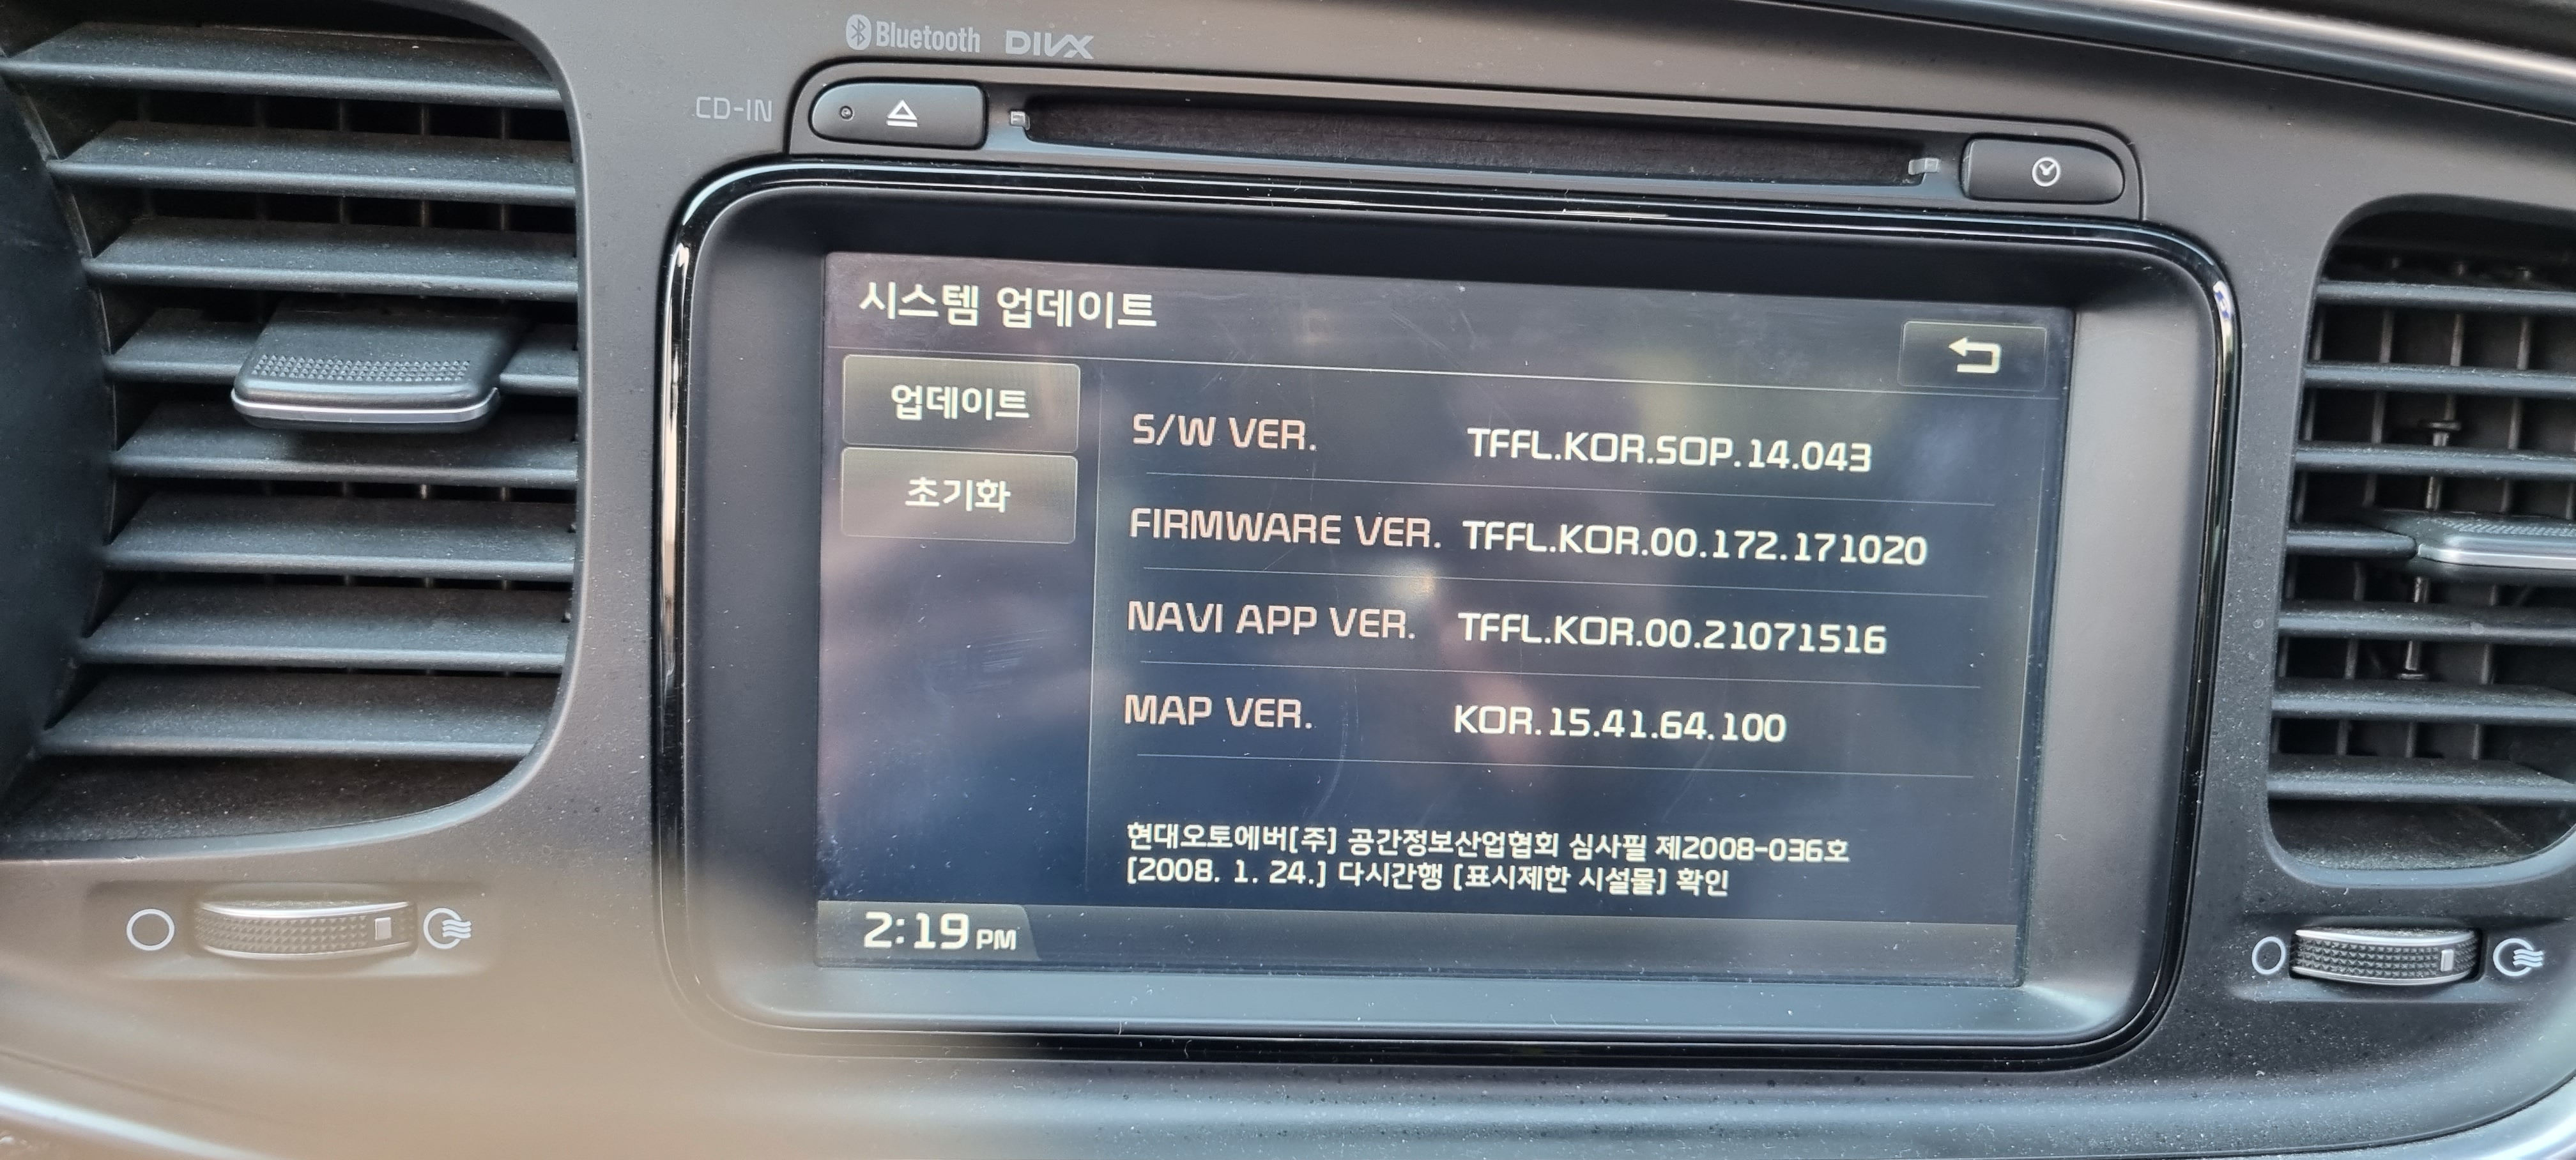 Bluetooth DIVX
CD-IN
시스템 업데이트
업데이트
초기화
S/W VER. TFFL.KOR.SOP.14.043
FIRMWARE VER. TFFL.KOR.00.172.171020
NAVI APP VER. TFFL.KOR.00.21071516
MAP VER. KOR.15.41.64.100
현대오토에버[주] 공간정보산업협회 심사필 제2008-036호
[2008. 1. 24.] 다시간행 [표시제한 시설물] 확인
2:19 PM